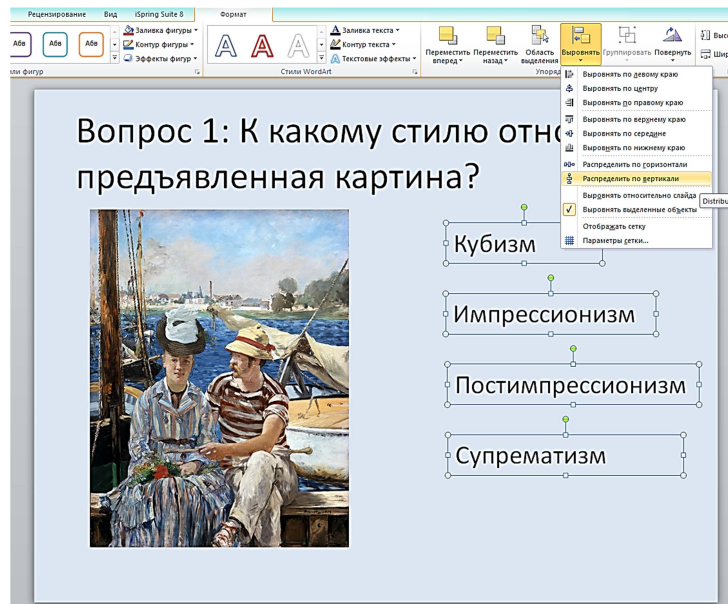 Рецензирование Вид iSpring Suite 8 Формат
Абв Абв Абв
Заливка фигуры
Контур фигуры
Эффекты фигур
Заливка текста
Контур текста
Текстовые эффекты
Переместить вперед
Переместить назад
Область выделения
Выровнять
Группировать
Повернуть
Стили WordArt
Выровнять по левому краю
Выровнять по центру
Выровнять по правому краю
Выровнять по верхнему краю
Выровнять по середине
Выровнять по нижнему краю
Распределить по горизонтали
Распределить по вертикали
Выровнять относительно слайда
Выровнять выделенные объекты
Отображать сетку
Параметры сетки...
Вопрос 1: К какому стилю
предъявленная картина?
Кубизм
Импрессионизм
Постимпрессионизм
Супрематизм